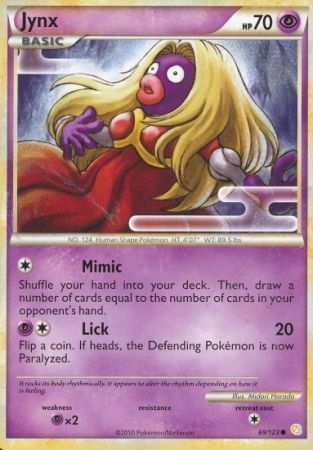 Jynx HP 70
BASIC
NO. 124 Human Shape Pokémon HT: 4'07" WT: 89.5 lbs.
Mimic
Shuffle your hand into your deck. Then, draw a
number of cards equal to the number of cards in your
opponent's hand.
Lick 20
Flip a coin. If heads, the Defending Pokémon is now
Paralyzed.
It rocks its body rhythmically. It appears to alter the rhythm depending on how it
is feeling.
Illus. Midori Harada
weakness resistance retreat cost
×2
©2010 Pokémon/Nintendo 69/123